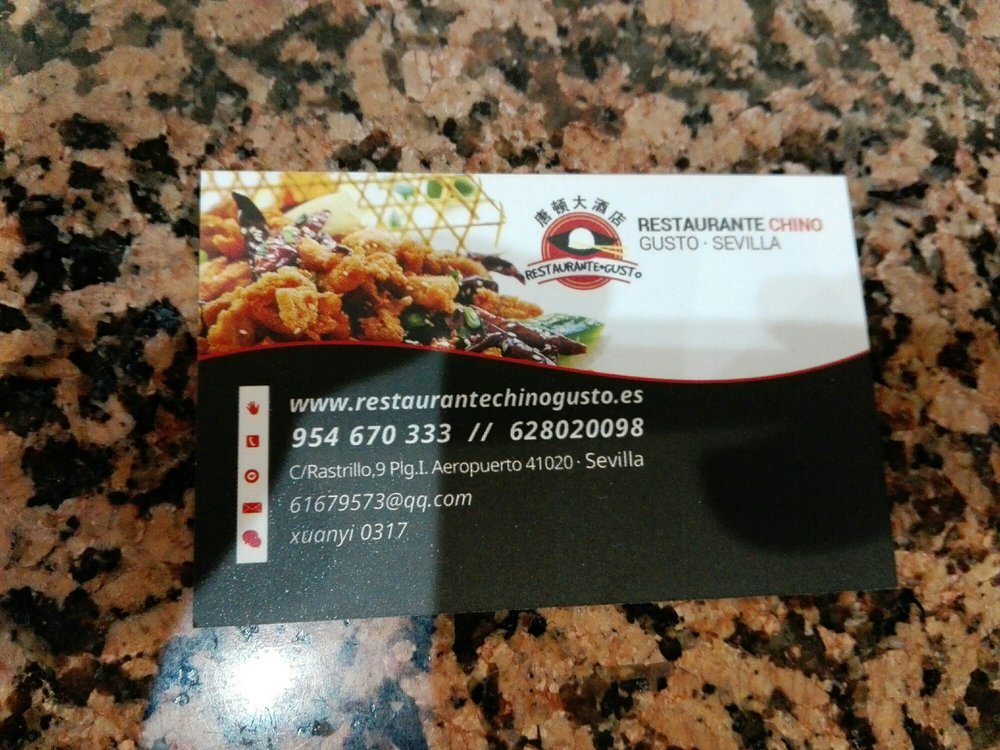 唐顿大酒店
RESTAURANTE•GUSTO
RESTAURANTE CHINO
GUSTO · SEVILLA
www.restaurantechinogusto.es
954 670 333 // 628020098
C/Rastrillo,9 Plg.I. Aeropuerto 41020 · Sevilla
61679573@qq.com
xuanyi 0317